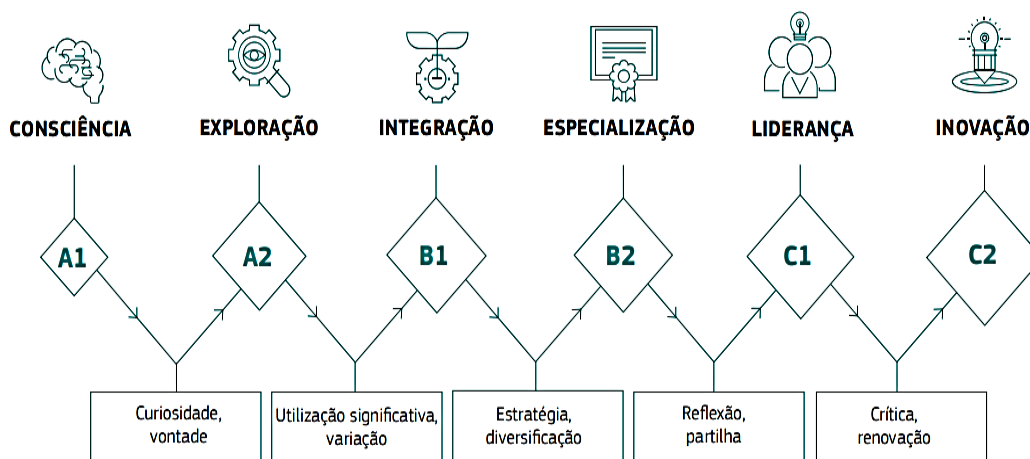 CONSCIÊNCIA
EXPLORAÇÃO
INTEGRAÇÃO
ESPECIALIZAÇÃO
LIDERANÇA
INOVAÇÃO
A1
A2
B1
B2
C1
C2
Curiosidade,
vontade
Utilização significativa,
variação
Estratégia,
diversificação
Reflexão,
partilha
Crítica,
renovação